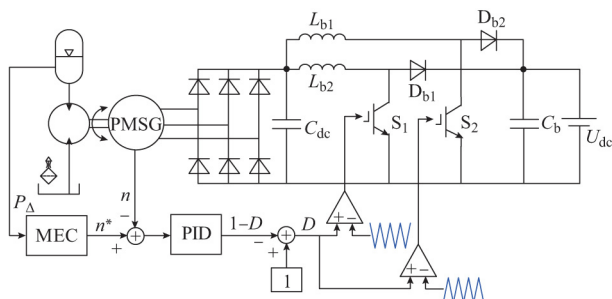 D_b2
L_b1
L_b2
D_b1
PMSG
C_dc
S_1
S_2
C_b
U_dc
n
P_Δ
MEC
n*
PID
1–D
D
1
+
−